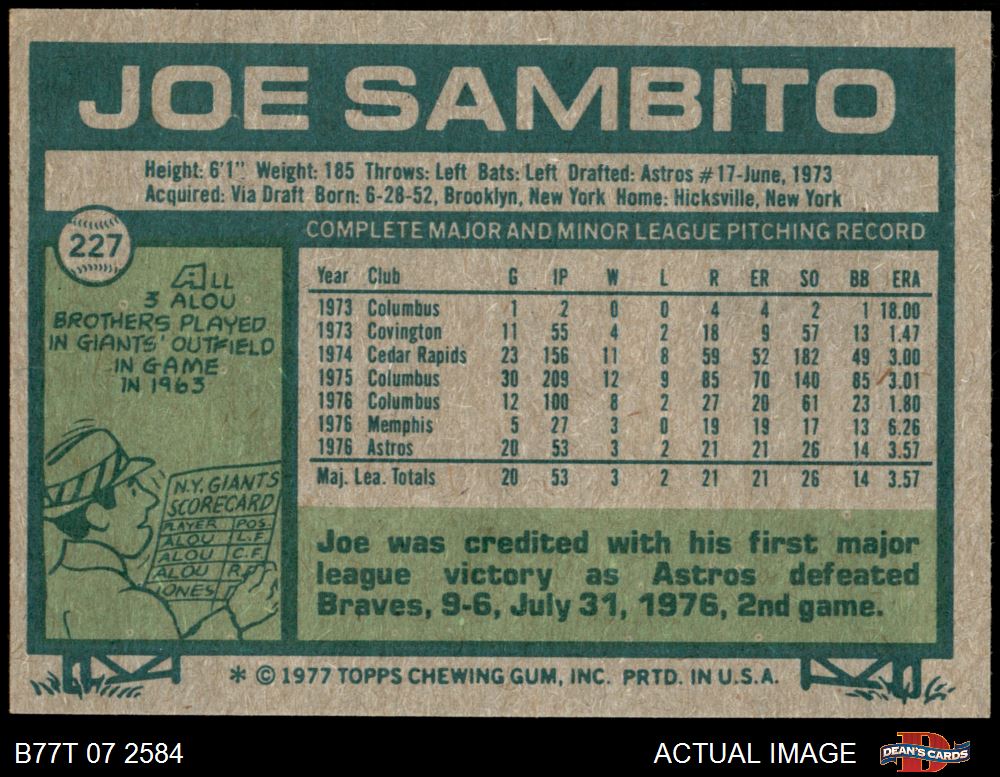 JOE SAMBITO
Height: 6'1" Weight: 185 Throws: Left Bats: Left Drafted: Astros #17-June, 1973
Acquired: Via Draft Born: 6-28-52, Brooklyn, New York Home: Hicksville, New York
227
ALL
3 ALOU
BROTHERS PLAYED
IN GIANTS' OUTFIELD
IN GAME
IN 1963
N.Y. GIANTS
SCORECARD
PLAYER POS.
ALOU L.F.
ALOU C.F.
ALOU R.F.
JONES
COMPLETE MAJOR AND MINOR LEAGUE PITCHING RECORD
Year Club G IP W L R ER SO BB ERA
1973 Columbus 1 2 0 0 4 4 2 1 18.00
1973 Covington 11 55 4 2 18 9 57 13 1.47
1974 Cedar Rapids 23 156 11 8 59 52 182 49 3.00
1975 Columbus 30 209 12 9 85 70 140 85 3.01
1976 Columbus 12 100 8 2 27 20 61 23 1.80
1976 Memphis 5 27 3 0 19 19 17 13 6.26
1976 Astros 20 53 3 2 21 21 26 14 3.57
Maj. Lea. Totals 20 53 3 2 21 21 26 14 3.57
Joe was credited with his first major
league victory as Astros defeated
Braves, 9-6, July 31, 1976, 2nd game.
* © 1977 TOPPS CHEWING GUM, INC. PRTD. IN U.S.A.
B77T 07 2584
ACTUAL IMAGE
DEAN'S CARDS